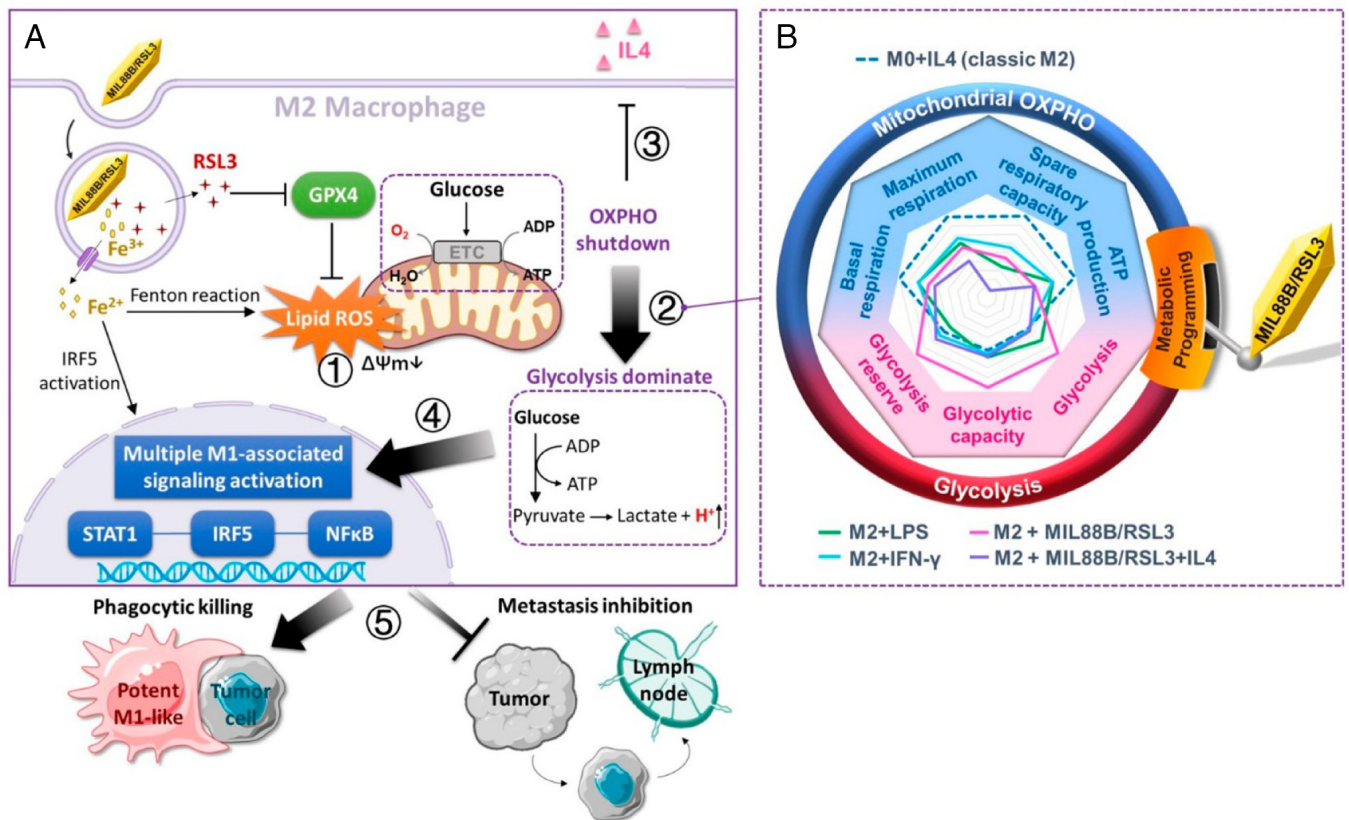 A
MIL88B/RSL3
IL4
M2 Macrophage
MIL88B/RSL3
RSL3
Fe³⁺
GPX4
Glucose
O₂
ETC
ADP
H₂O
ATP
OXPHO
shutdown
③
②
Fe²⁺
Fenton reaction
Lipid ROS
①
ΔΨm↓
IRF5
activation
Glycolysis dominate
④
Glucose
ADP
ATP
Pyruvate → Lactate + H⁺↑
Multiple M1-associated
signaling activation
STAT1
IRF5
NFκB
Phagocytic killing
⑤
Metastasis inhibition
Potent
M1-like
Tumor
cell
Tumor
Lymph
node
B
M0+IL4 (classic M2)
Mitochondrial OXPHO
Maximum
respiration
Spare
respiratory
capacity
Basal
respiration
ATP
production
Glycolysis
reserve
Glycolytic
capacity
Glycolysis
Glycolysis
Metabolic
Programming
MIL88B/RSL3
M2+LPS
M2 + MIL88B/RSL3
M2+IFN-γ
M2 + MIL88B/RSL3+IL4